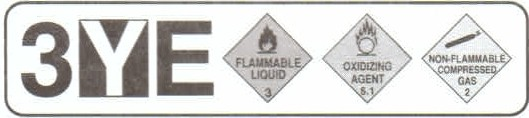 3YE
FLAMMABLE
LIQUID
3
OXIDIZING
AGENT
5.1
NON-FLAMMABLE
COMPRESSED
GAS
2